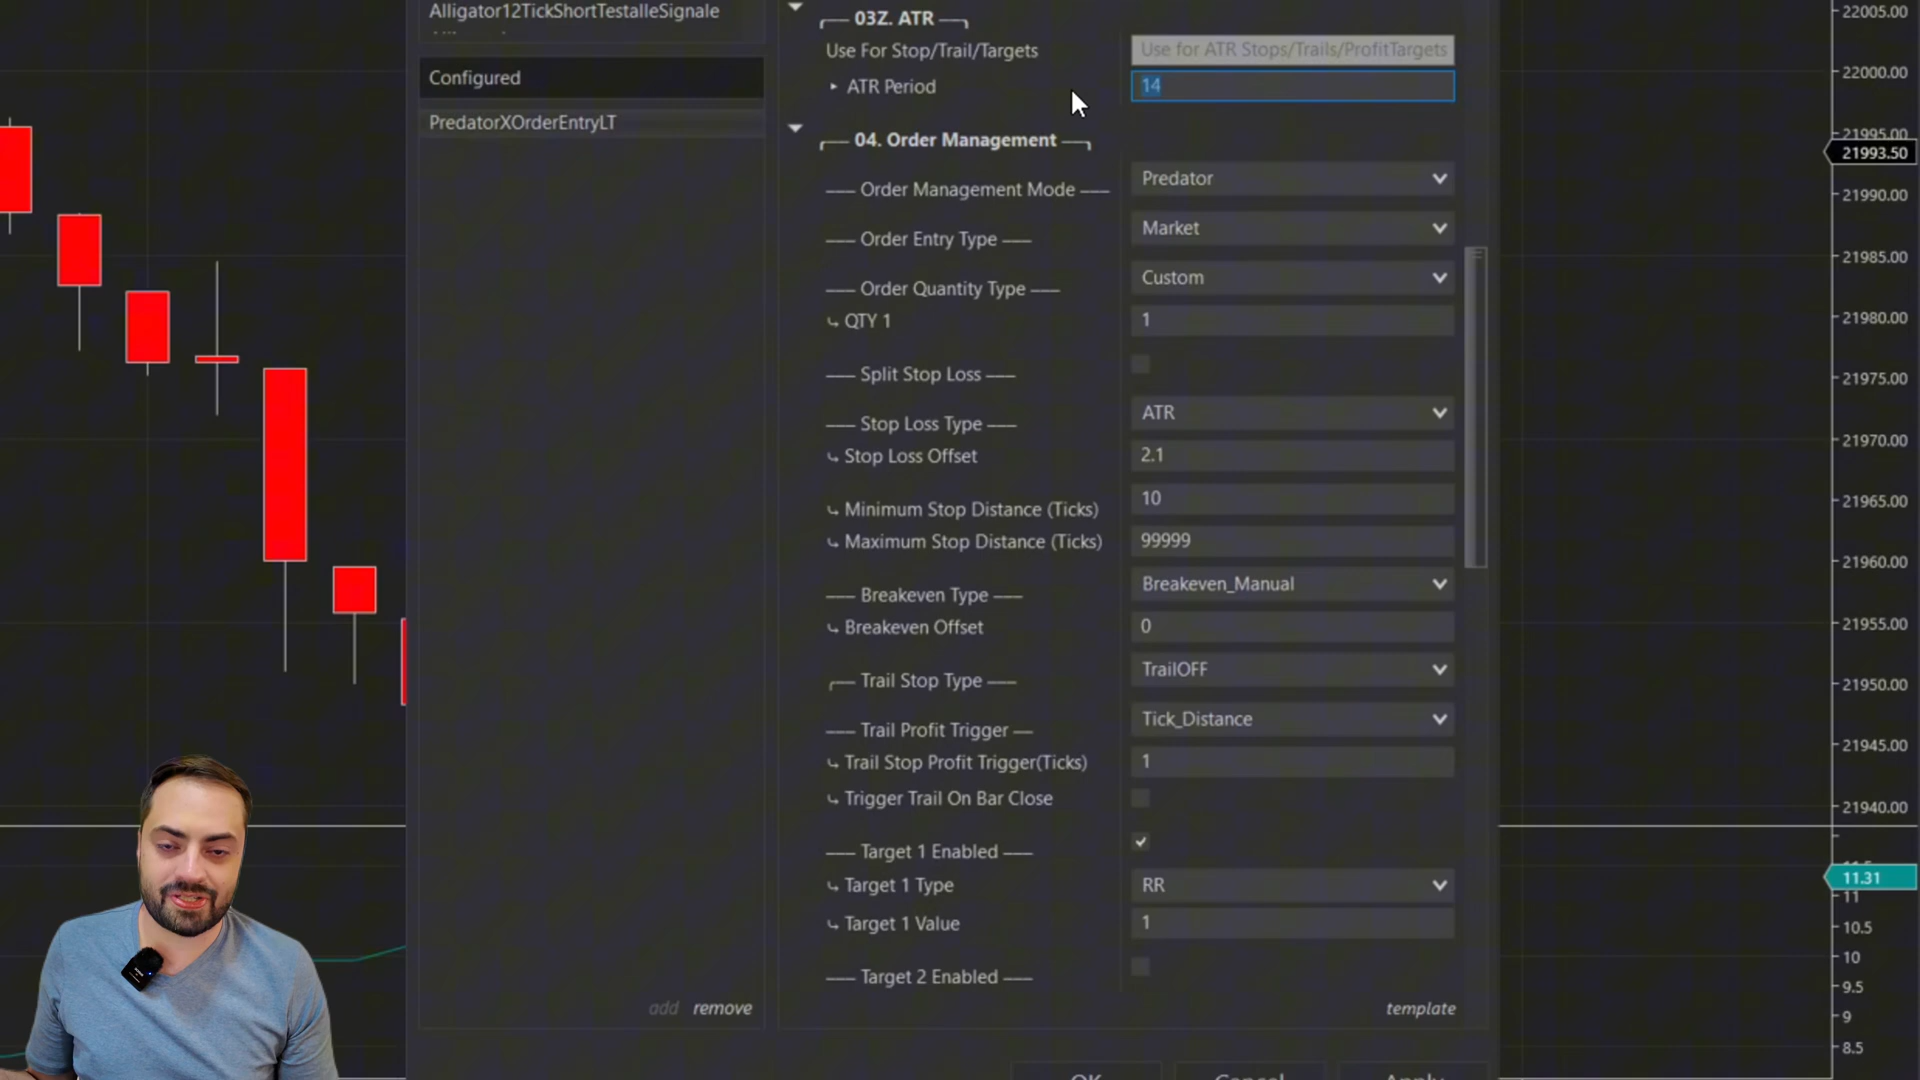 Alligator12TickShortTestalleSignale
Configured
PredatorXOrderEntryLT
add remove
03Z. ATR
Use For Stop/Trail/Targets Use for ATR Stops/Trails/ProfitTargets
ATR Period 14
04. Order Management
Order Management Mode Predator
Order Entry Type Market
Order Quantity Type Custom
QTY 1 1
Split Stop Loss
Stop Loss Type ATR
Stop Loss Offset 2.1
Minimum Stop Distance (Ticks) 10
Maximum Stop Distance (Ticks) 99999
Breakeven Type Breakeven_Manual
Breakeven Offset 0
Trail Stop Type TrailOFF
Trail Profit Trigger Tick_Distance
Trail Stop Profit Trigger(Ticks) 1
Trigger Trail On Bar Close
Target 1 Enabled
Target 1 Type RR
Target 1 Value 1
Target 2 Enabled
template
OK Cancel Apply
22005.00
22000.00
21995.00
21993.50
21990.00
21985.00
21980.00
21975.00
21970.00
21965.00
21960.00
21955.00
21950.00
21945.00
21940.00
11.31
11
10.5
10
9.5
9
8.5